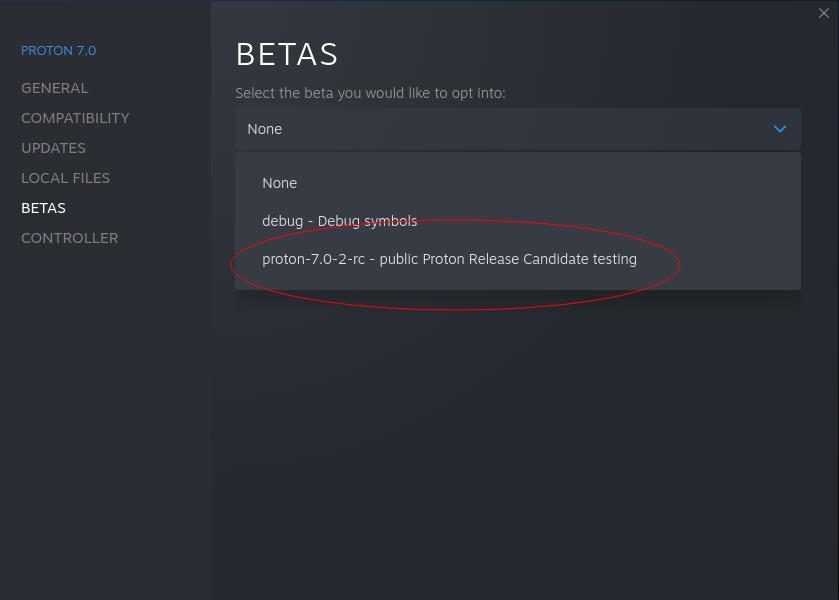 PROTON 7.0
GENERAL
COMPATIBILITY
UPDATES
LOCAL FILES
BETAS
CONTROLLER
BETAS
Select the beta you would like to opt into:
None
None
debug - Debug symbols
proton-7.0-2-rc - public Proton Release Candidate testing